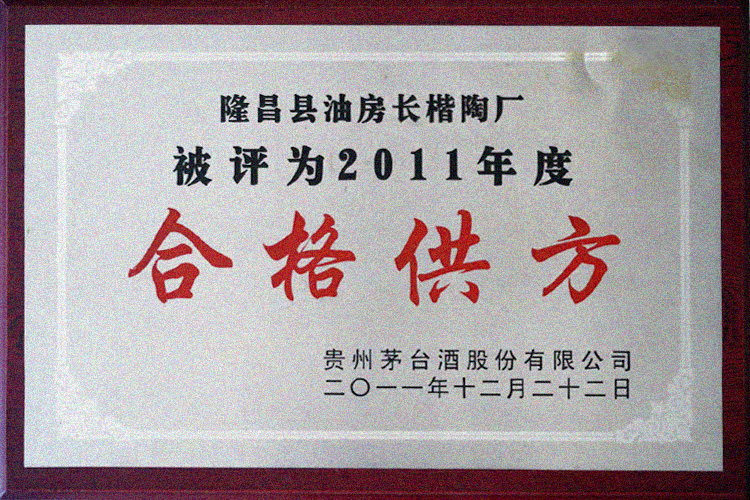 隆昌县油房长楷陶厂
被评为2011年度
合格供方
贵州茅台酒股份有限公司
二〇一一年十二月二十二日